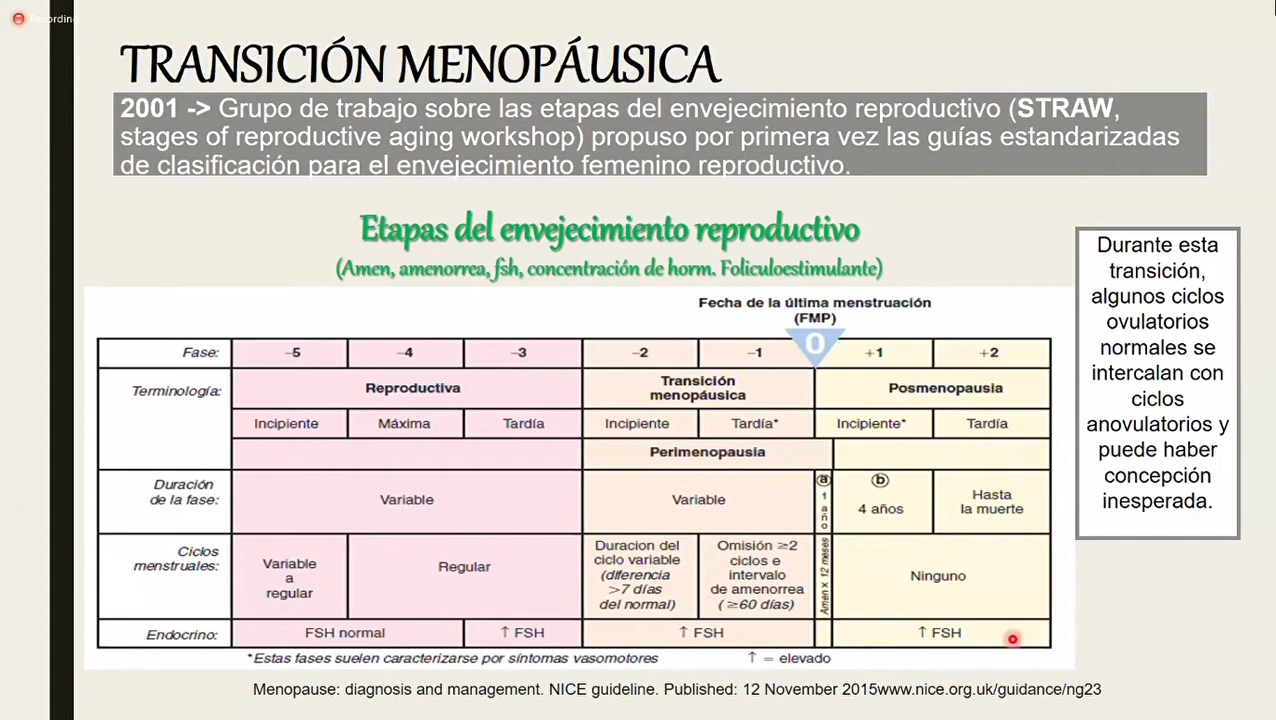 Recording
TRANSICIÓN MENOPÁUSICA
2001 -> Grupo de trabajo sobre las etapas del envejecimiento reproductivo (STRAW,
stages of reproductive aging workshop) propuso por primera vez las guías estandarizadas
de clasificación para el envejecimiento femenino reproductivo.
Etapas del envejecimiento reproductivo
(Amen, amenorrea, fsh, concentración de horm. Foliculoestimulante)
Durante esta
transición,
algunos ciclos
ovulatorios
normales se
intercalan con
ciclos
anovulatorios y
puede haber
concepción
inesperada.
Fecha de la última menstruación
(FMP)
0
Fase: –5 –4 –3 –2 –1 +1 +2
Terminología: Reproductiva Transición menopáusica Posmenopausia
Incipiente Máxima Tardía Incipiente Tardía* Incipiente* Tardía
Perimenopausia
Duración
de la fase:
Variable
Variable
a
1 año
b
4 años
Hasta
la muerte
Ciclos
menstruales:
Variable
a
regular
Regular
Duracion del
ciclo variable
(diferencia
>7 días
del normal)
Omisión ≥2
ciclos e
intervalo
de amenorrea
(≥60 días)
Amen x 12 meses
Ninguno
Endocrino: FSH normal ↑ FSH ↑ FSH ↑ FSH
*Estas fases suelen caracterizarse por síntomas vasomotores ↑ = elevado
Menopause: diagnosis and management. NICE guideline. Published: 12 November 2015www.nice.org.uk/guidance/ng23